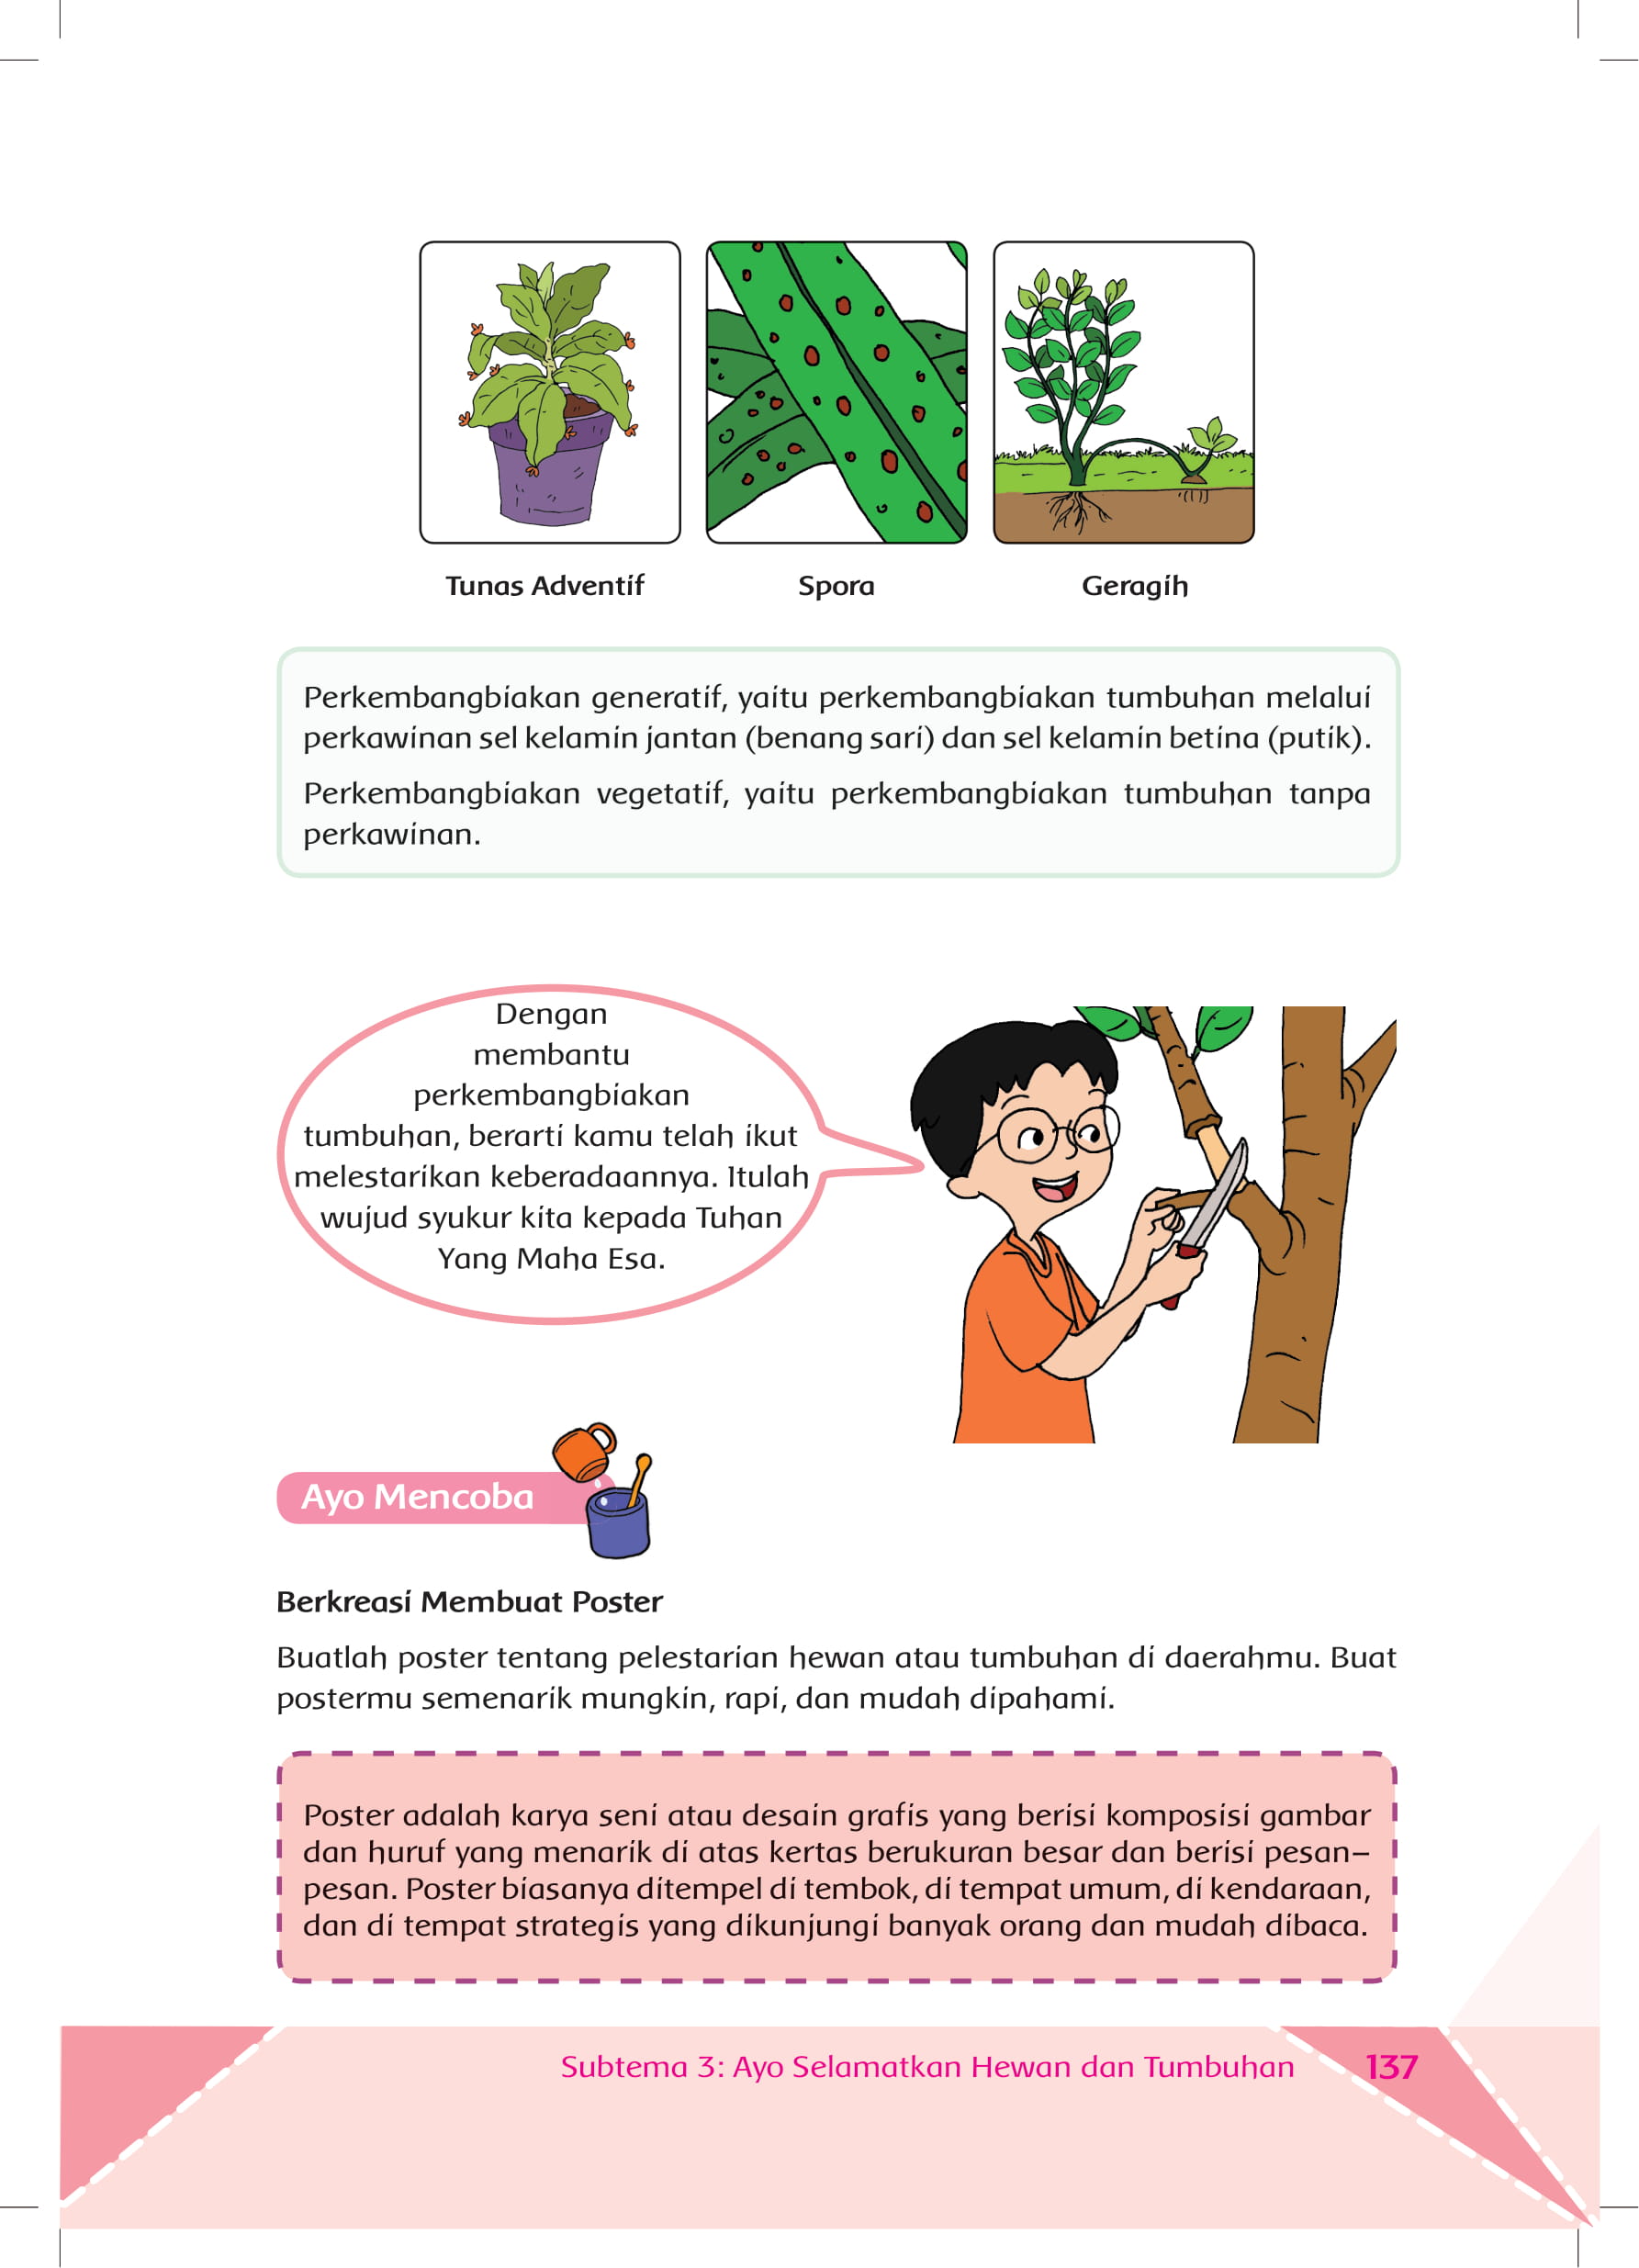 Tunas Adventif
Spora
Geragih
Perkembangbiakan generatif, yaitu perkembangbiakan tumbuhan melalui
perkawinan sel kelamin jantan (benang sari) dan sel kelamin betina (putik).
Perkembangbiakan vegetatif, yaitu perkembangbiakan tumbuhan tanpa
perkawinan.
Dengan
membantu
perkembangbiakan
tumbuhan, berarti kamu telah ikut
melestarikan keberadaannya. Itulah
wujud syukur kita kepada Tuhan
Yang Maha Esa.
Ayo Mencoba
Berkreasi Membuat Poster
Buatlah poster tentang pelestarian hewan atau tumbuhan di daerahmu. Buat
postermu semenarik mungkin, rapi, dan mudah dipahami.
Poster adalah karya seni atau desain grafis yang berisi komposisi gambar
dan huruf yang menarik di atas kertas berukuran besar dan berisi pesan–
pesan. Poster biasanya ditempel di tembok, di tempat umum, di kendaraan,
dan di tempat strategis yang dikunjungi banyak orang dan mudah dibaca.
Subtema 3: Ayo Selamatkan Hewan dan Tumbuhan 137